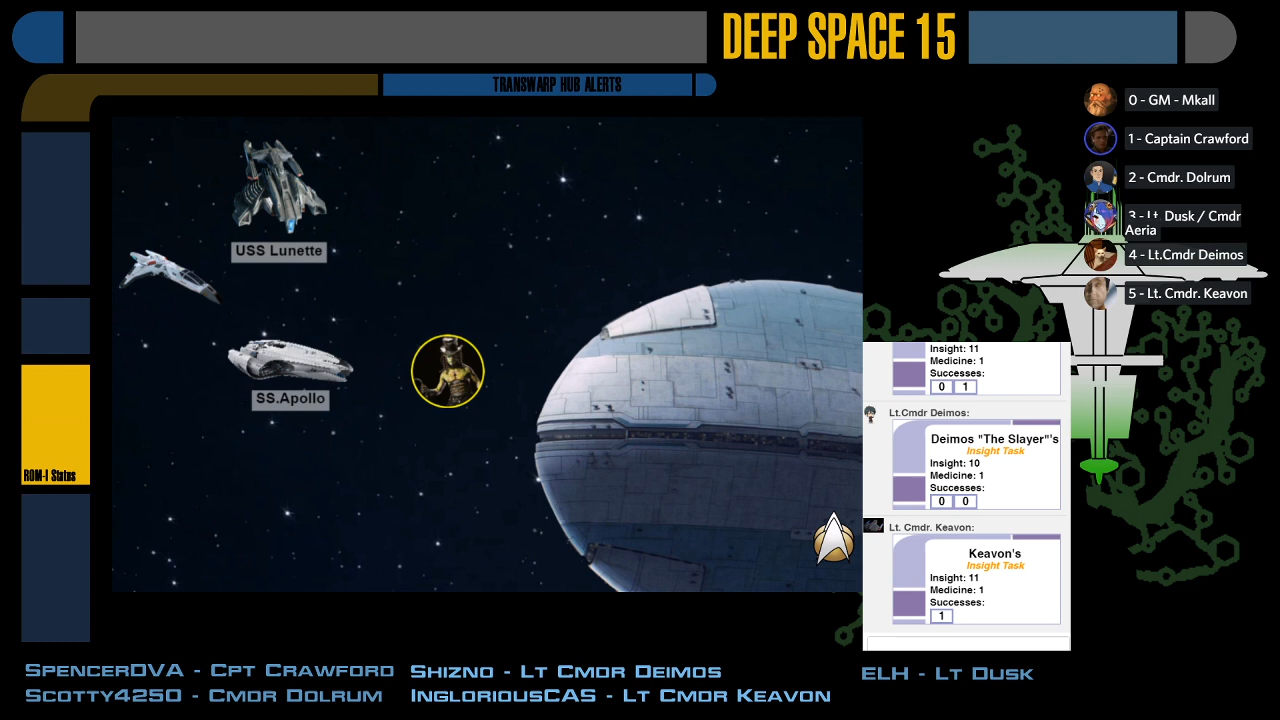 DEEP SPACE 15
TRANSWARP HUB ALERTS
0 - GM - Mkall
1 - Captain Crawford
2 - Cmdr. Dolrum
3 - Lt Dusk / Cmdr
Aeria
4 - Lt.Cmdr Deimos
5 - Lt. Cmdr. Keavon
USS Lunette
SS.Apollo
ROM-I Status
Insight: 11
Medicine: 1
Successes:
0 1
Lt.Cmdr Deimos:
Deimos "The Slayer"'s
Insight Task
Insight: 10
Medicine: 1
Successes:
0 0
Lt. Cmdr. Keavon:
Keavon's
Insight Task
Insight: 11
Medicine: 1
Successes:
1
SpencerDVA - Cpt Crawford
Shizno - Lt Cmdr Deimos
ELH - Lt Dusk
Scotty4250 - Cmdr Dolrum
IngloriousCAS - Lt Cmdr Keavon